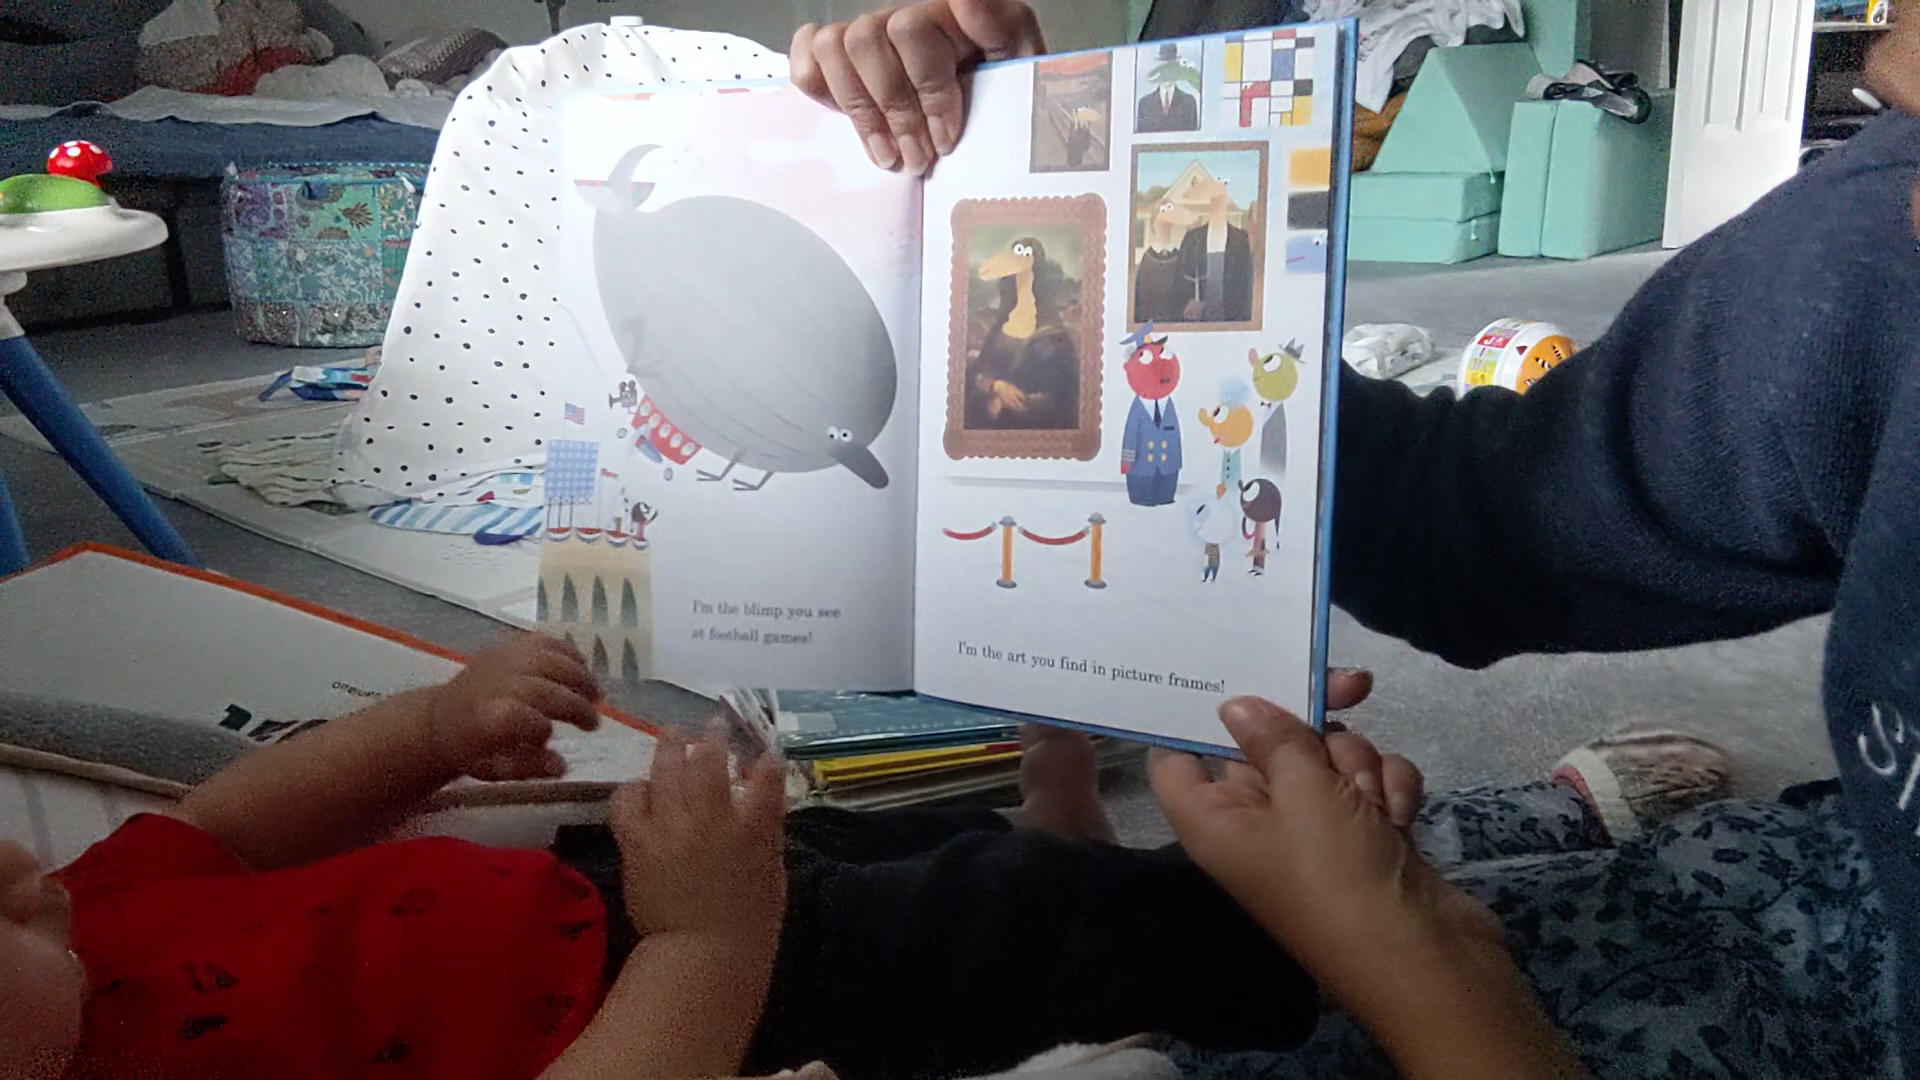 I'm the blimp you see
at football games!
I'm the art you find in picture frames!